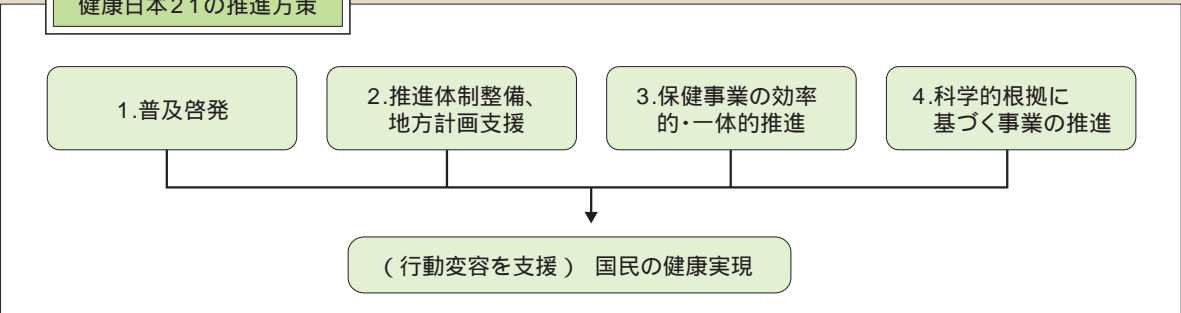 健康日本21の推進方策
1.普及啓発
2.推進体制整備、
地方計画支援
3.保健事業の効率
的・一体的推進
4.科学的根拠に
基づく事業の推進
(行動変容を支援) 国民の健康実現